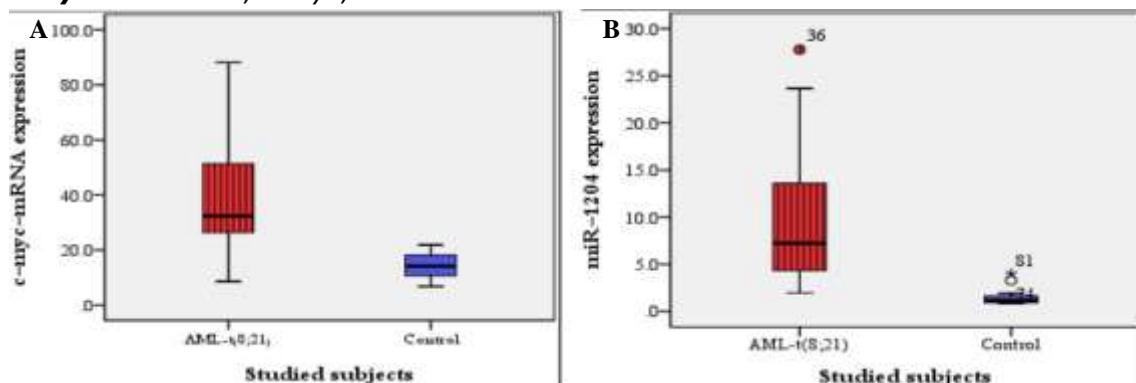 A
c-myc-mRNA expression
100.0
80.0
60.0
40.0
20.0
.0
AML-t(8;21)
Control
Studied subjects
B
miR-1204 expression
30.0
25.0
20.0
15.0
10.0
5.0
.0
36
81
AML-t(8;21)
Control
Studied subjects